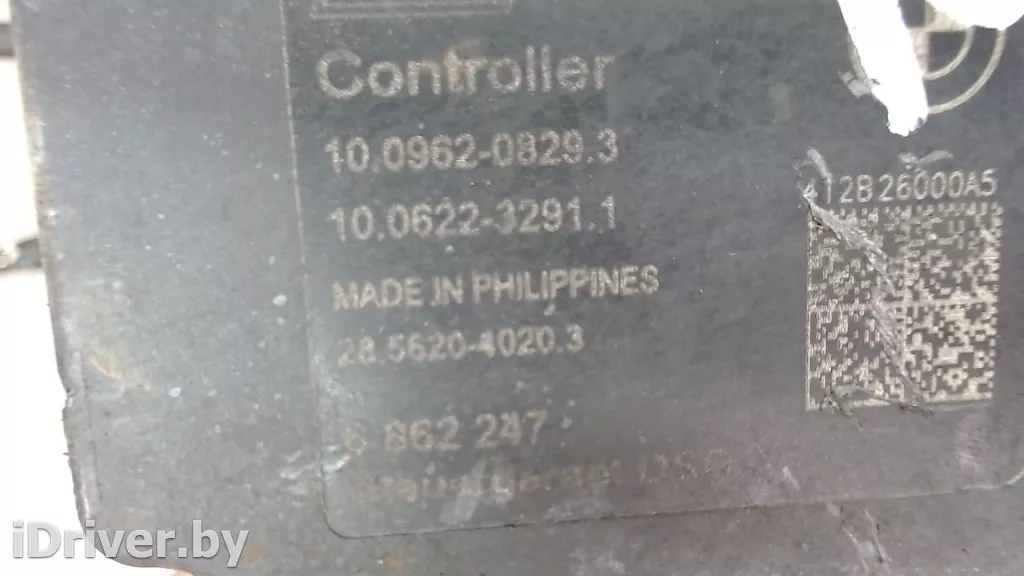 Controller
10.0962-0829.3
10.0622-3291.1
412B26000A5
MADE IN PHILIPPINES
28.5620-4020.3
6 862 247
iDriver.by